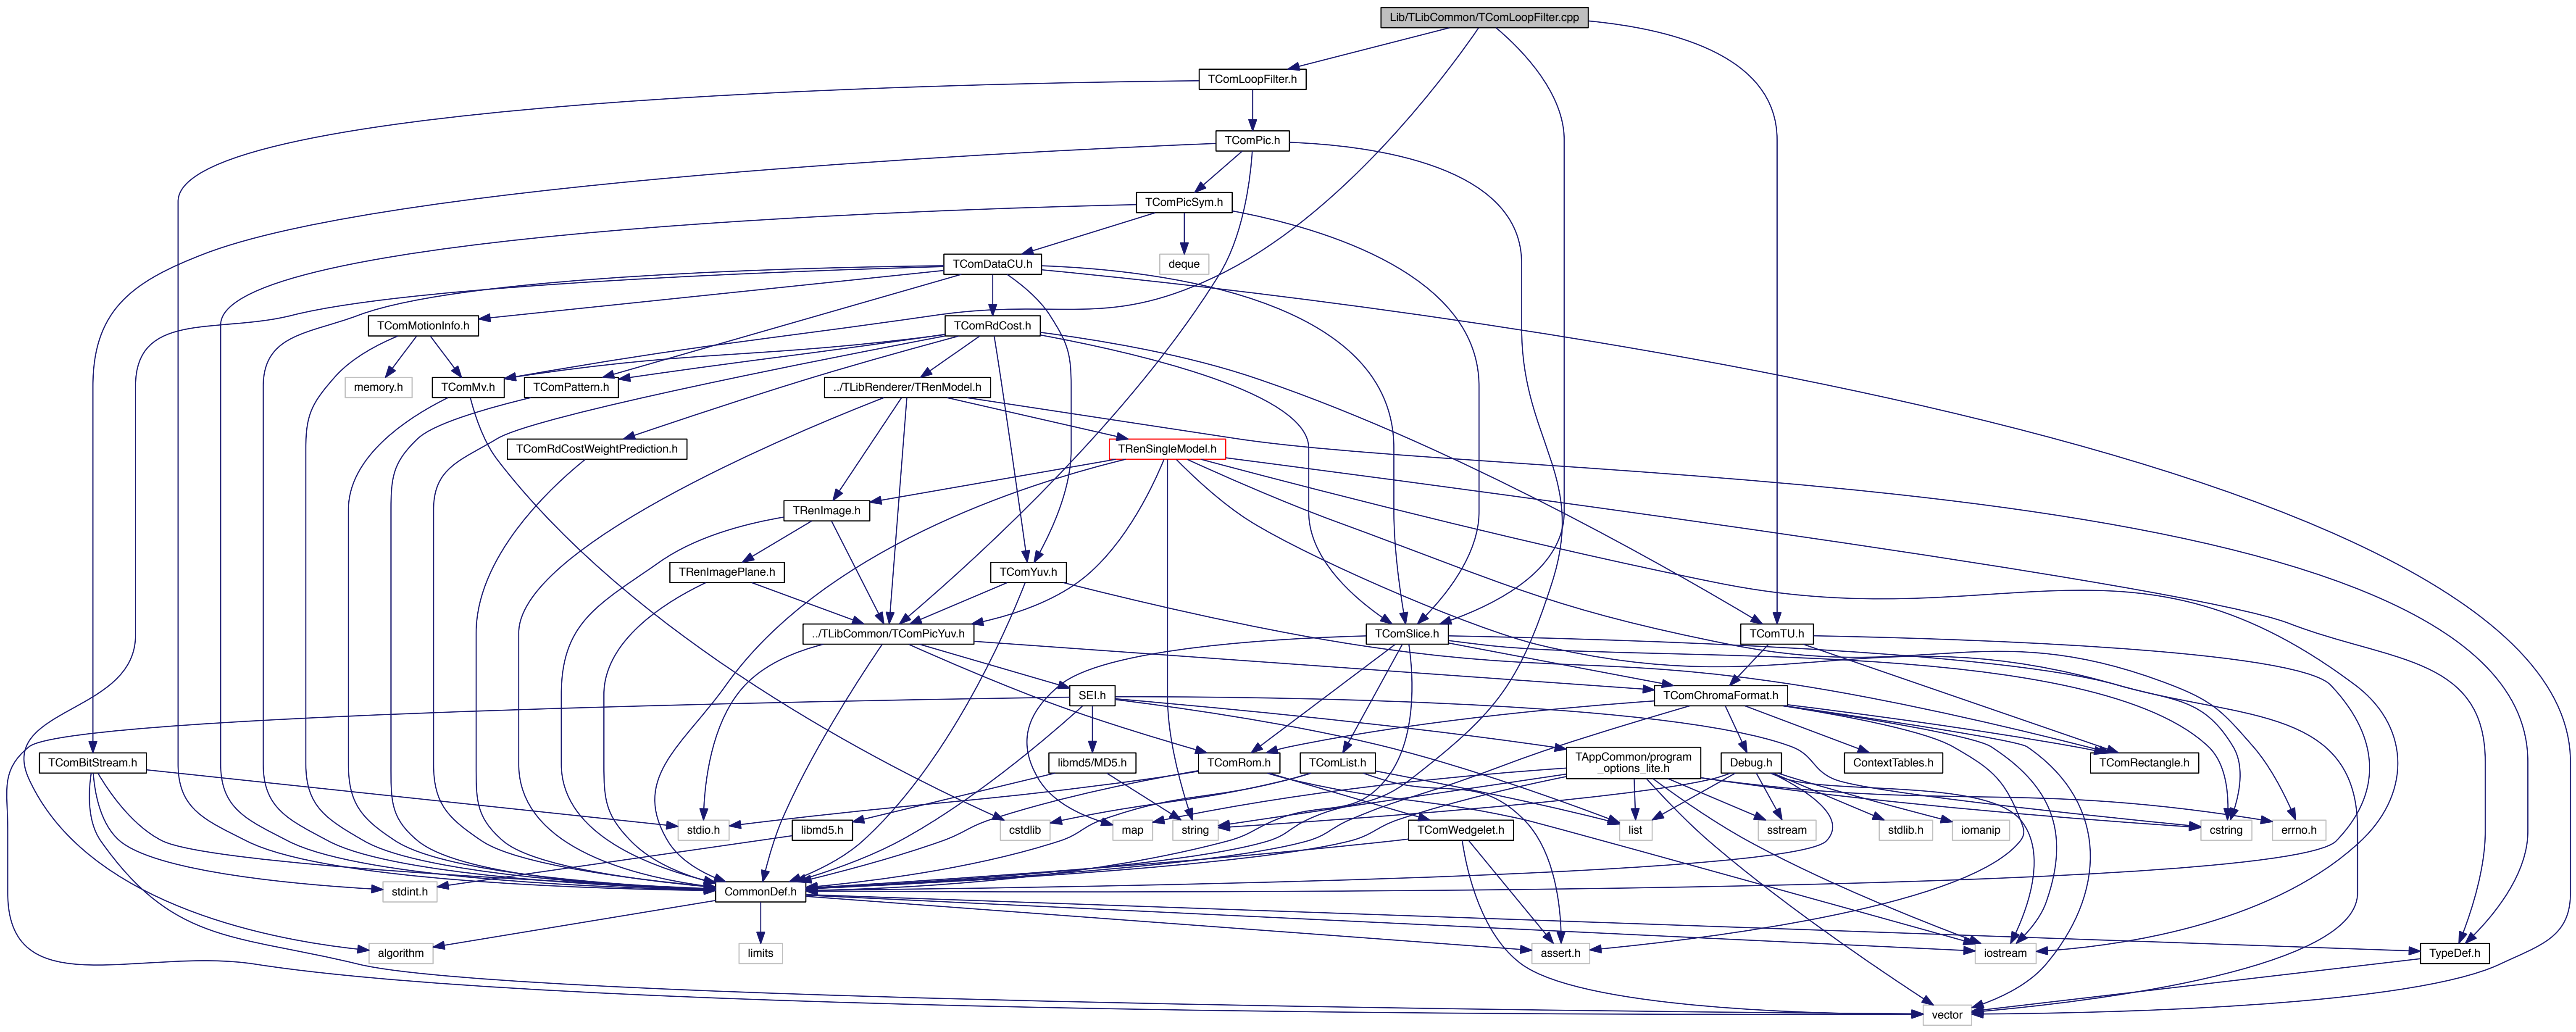 Lib/TLibCommon/TComLoopFilter.cpp
TComLoopFilter.h
TComPic.h
TComPicSym.h
TComDataCU.h
deque
TComMotionInfo.h
TComRdCost.h
memory.h
TComMv.h
TComPattern.h
../TLibRenderer/TRenModel.h
TComRdCostWeightPrediction.h
TRenSingleModel.h
TRenImage.h
TRenImagePlane.h
TComYuv.h
../TLibCommon/TComPicYuv.h
TComSlice.h
TComTU.h
SEI.h
TComChromaFormat.h
TComBitStream.h
libmd5/MD5.h
TComRom.h
TComList.h
TAppCommon/program
_options_lite.h
Debug.h
ContextTables.h
TComRectangle.h
stdio.h
libmd5.h
cstdlib
map
string
TComWedgelet.h
list
sstream
stdlib.h
iomanip
cstring
errno.h
stdint.h
CommonDef.h
algorithm
limits
assert.h
iostream
TypeDef.h
vector